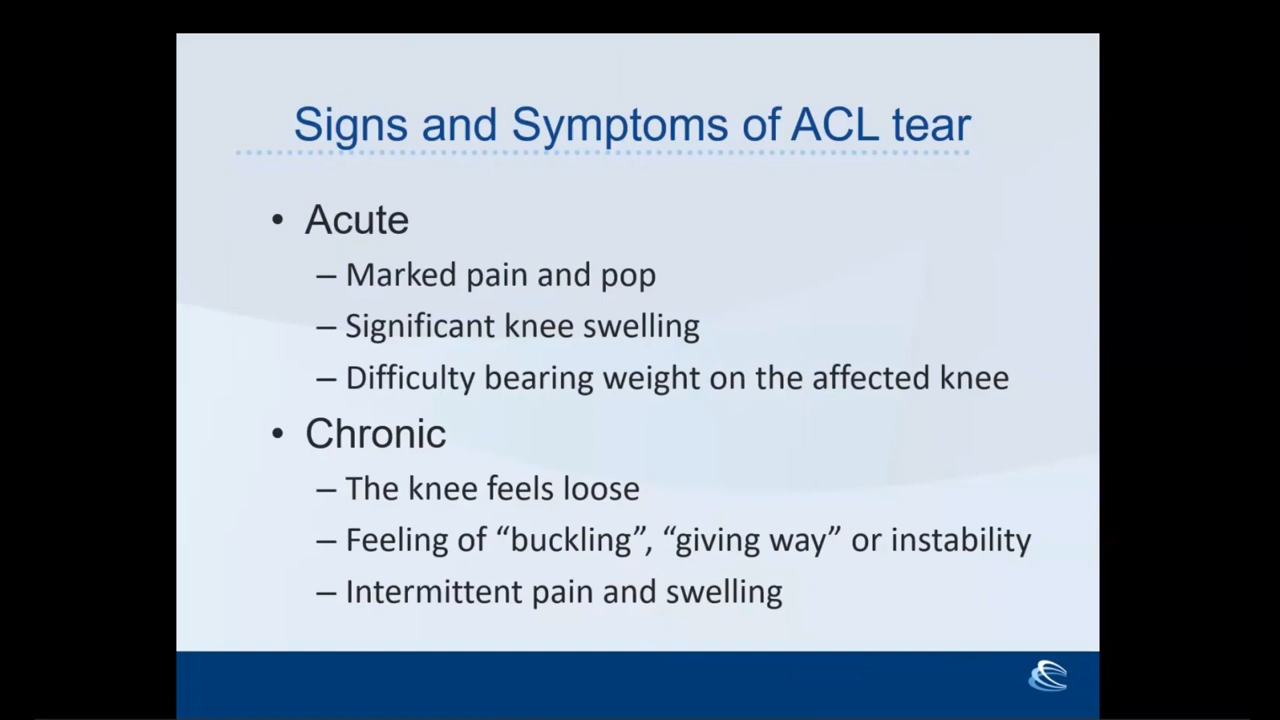 Signs and Symptoms of ACL tear
• Acute
– Marked pain and pop
– Significant knee swelling
– Difficulty bearing weight on the affected knee
• Chronic
– The knee feels loose
– Feeling of “buckling”, “giving way” or instability
– Intermittent pain and swelling